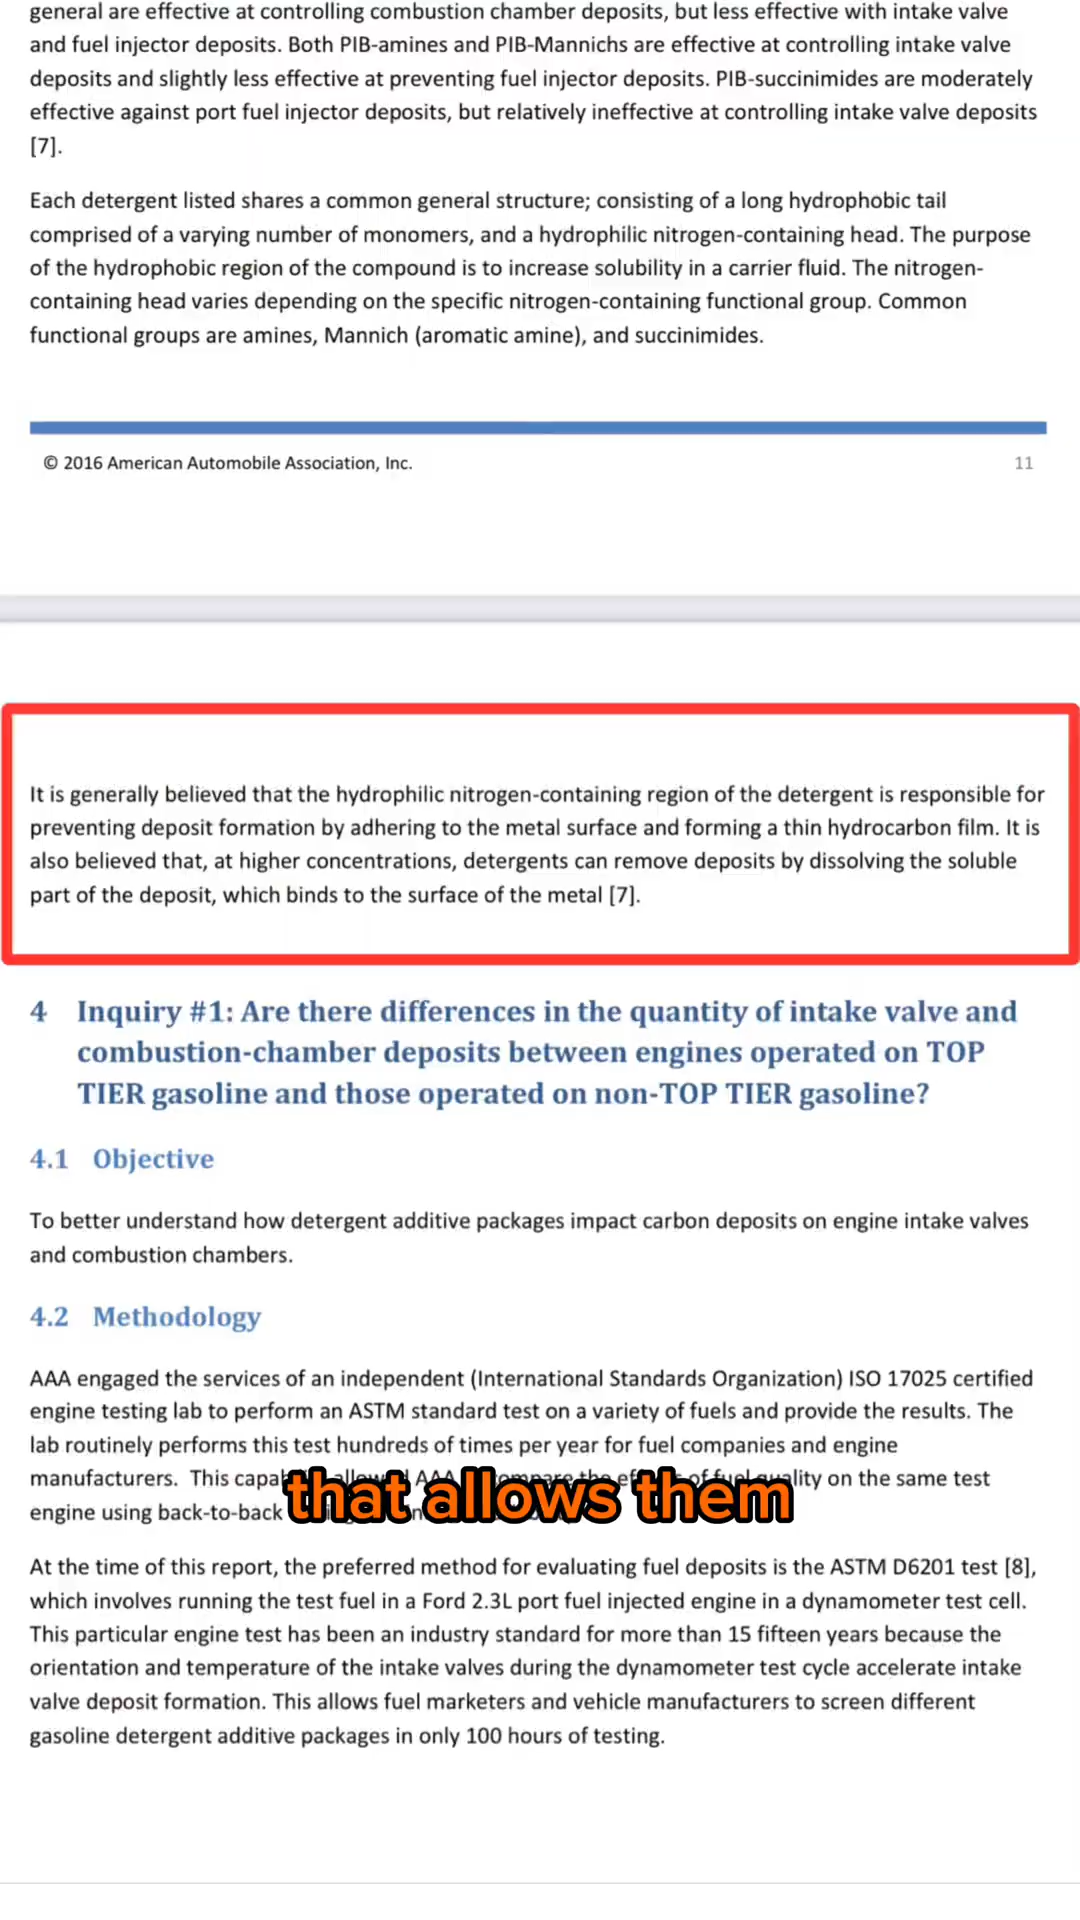 general are effective at controlling combustion chamber deposits, but less effective with intake valve
and fuel injector deposits. Both PIB-amines and PIB-Mannichs are effective at controlling intake valve
deposits and slightly less effective at preventing fuel injector deposits. PIB-succinimides are moderately
effective against port fuel injector deposits, but relatively ineffective at controlling intake valve deposits
[7].
Each detergent listed shares a common general structure; consisting of a long hydrophobic tail
comprised of a varying number of monomers, and a hydrophilic nitrogen-containing head. The purpose
of the hydrophobic region of the compound is to increase solubility in a carrier fluid. The nitrogen-
containing head varies depending on the specific nitrogen-containing functional group. Common
functional groups are amines, Mannich (aromatic amine), and succinimides.
© 2016 American Automobile Association, Inc. 11
It is generally believed that the hydrophilic nitrogen-containing region of the detergent is responsible for
preventing deposit formation by adhering to the metal surface and forming a thin hydrocarbon film. It is
also believed that, at higher concentrations, detergents can remove deposits by dissolving the soluble
part of the deposit, which binds to the surface of the metal [7].
4 Inquiry #1: Are there differences in the quantity of intake valve and
combustion-chamber deposits between engines operated on TOP
TIER gasoline and those operated on non-TOP TIER gasoline?
4.1 Objective
To better understand how detergent additive packages impact carbon deposits on engine intake valves
and combustion chambers.
4.2 Methodology
AAA engaged the services of an independent (International Standards Organization) ISO 17025 certified
engine testing lab to perform an ASTM standard test on a variety of fuels and provide the results. The
lab routinely performs this test hundreds of times per year for fuel companies and engine
manufacturers. This allowed AAA compare the of fuel quality on the same test
engine using back-to-back
that allows them
At the time of this report, the preferred method for evaluating fuel deposits is the ASTM D6201 test [8],
which involves running the test fuel in a Ford 2.3L port fuel injected engine in a dynamometer test cell.
This particular engine test has been an industry standard for more than 15 fifteen years because the
orientation and temperature of the intake valves during the dynamometer test cycle accelerate intake
valve deposit formation. This allows fuel marketers and vehicle manufacturers to screen different
gasoline detergent additive packages in only 100 hours of testing.